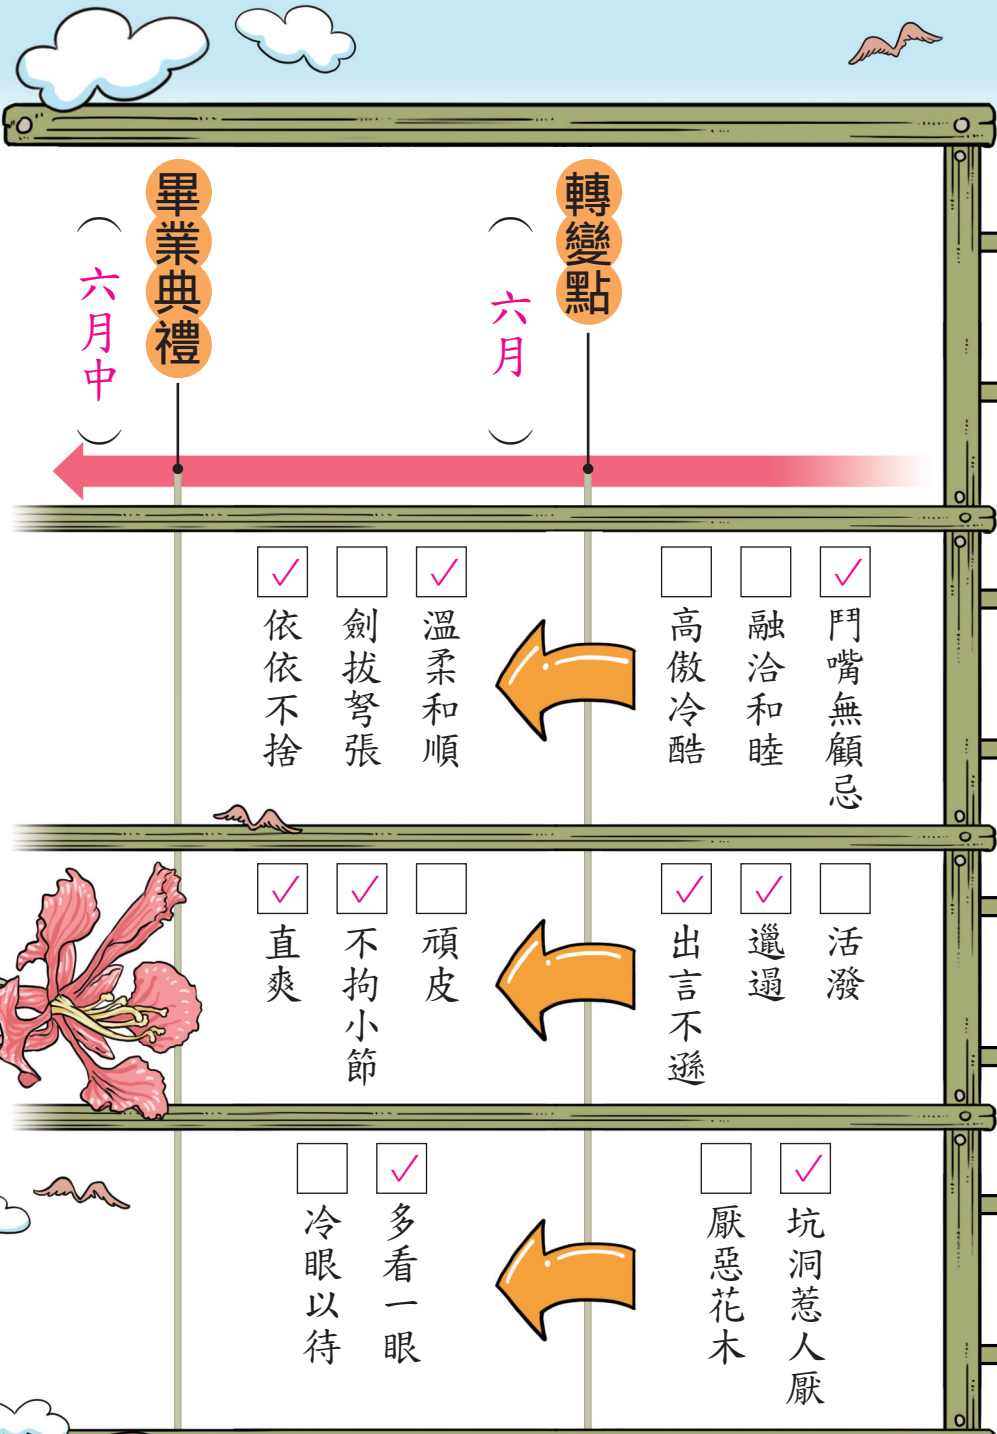 轉變點
（六月）
畢業典禮
（六月中）
✓鬥嘴無顧忌
□融洽和睦
□高傲冷酷
✓溫柔和順
□劍拔弩張
✓依依不捨
□活潑
✓邋遢
✓出言不遜
□頑皮
✓不拘小節
✓直爽
✓坑洞惹人厭
□厭惡花木
✓多看一眼
□冷眼以待